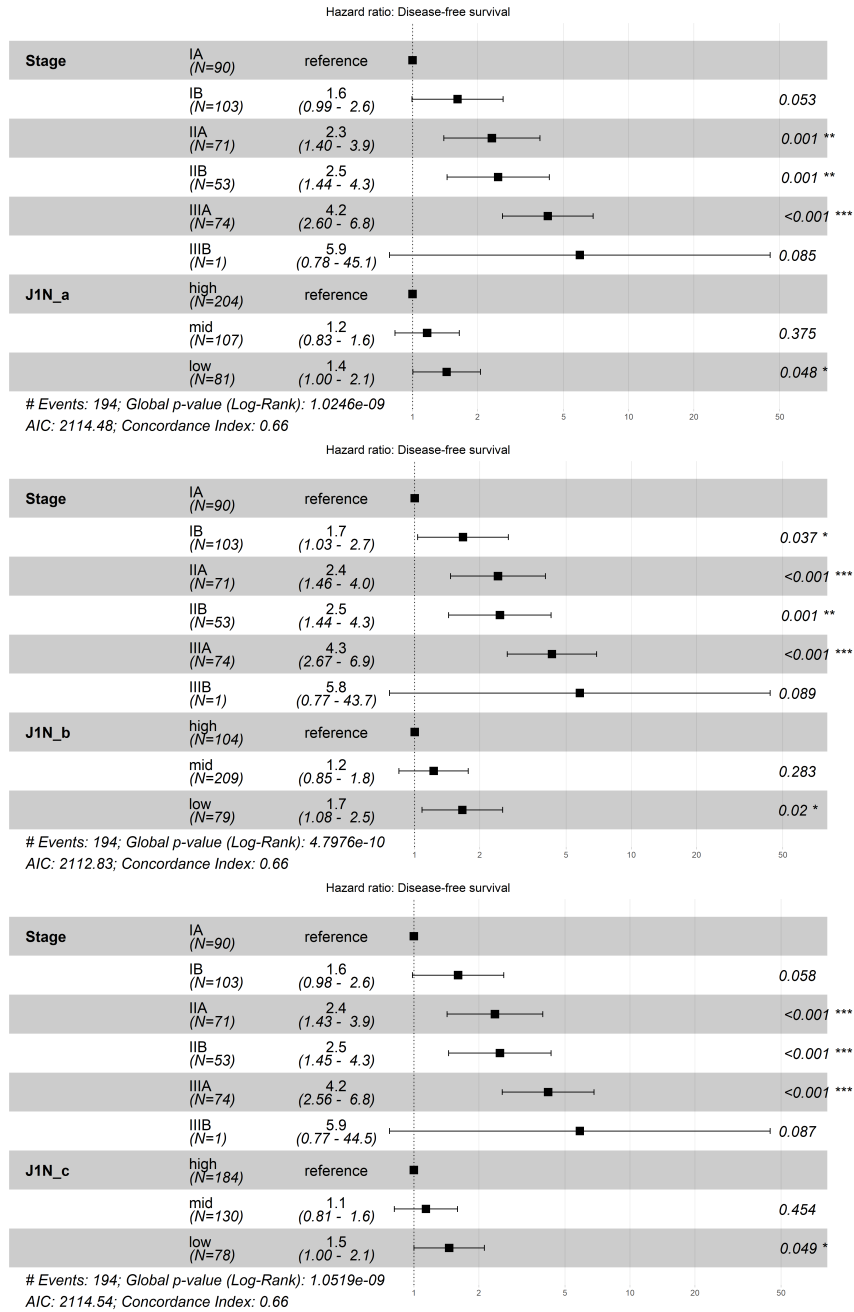 Hazard ratio: Disease-free survival
Stage IA reference
(N=90)
IB 1.6 0.053
(N=103) (0.99 - 2.6)
IIA 2.3 0.001 **
(N=71) (1.40 - 3.9)
IIB 2.5 0.001 **
(N=53) (1.44 - 4.3)
IIIA 4.2 <0.001 ***
(N=74) (2.60 - 6.8)
IIIB 5.9 0.085
(N=1) (0.78 - 45.1)
J1N_a high reference
(N=204)
mid 1.2 0.375
(N=107) (0.83 - 1.6)
low 1.4 0.048 *
(N=81) (1.00 - 2.1)
# Events: 194; Global p-value (Log-Rank): 1.0246e-09
AIC: 2114.48; Concordance Index: 0.66
1 2 5 10 20 50
Hazard ratio: Disease-free survival
Stage IA reference
(N=90)
IB 1.7 0.037 *
(N=103) (1.03 - 2.7)
IIA 2.4 <0.001 ***
(N=71) (1.46 - 4.0)
IIB 2.5 0.001 **
(N=53) (1.44 - 4.3)
IIIA 4.3 <0.001 ***
(N=74) (2.67 - 6.9)
IIIB 5.8 0.089
(N=1) (0.77 - 43.7)
J1N_b high reference
(N=104)
mid 1.2 0.283
(N=209) (0.85 - 1.8)
low 1.7 0.02 *
(N=79) (1.08 - 2.5)
# Events: 194; Global p-value (Log-Rank): 4.7976e-10
AIC: 2112.83; Concordance Index: 0.66
1 2 5 10 20 50
Hazard ratio: Disease-free survival
Stage IA reference
(N=90)
IB 1.6 0.058
(N=103) (0.98 - 2.6)
IIA 2.4 <0.001 ***
(N=71) (1.43 - 3.9)
IIB 2.5 <0.001 ***
(N=53) (1.45 - 4.3)
IIIA 4.2 <0.001 ***
(N=74) (2.56 - 6.8)
IIIB 5.9 0.087
(N=1) (0.77 - 44.5)
J1N_c high reference
(N=184)
mid 1.1 0.454
(N=130) (0.81 - 1.6)
low 1.5 0.049 *
(N=78) (1.00 - 2.1)
# Events: 194; Global p-value (Log-Rank): 1.0519e-09
AIC: 2114.54; Concordance Index: 0.66
1 2 5 10 20 50